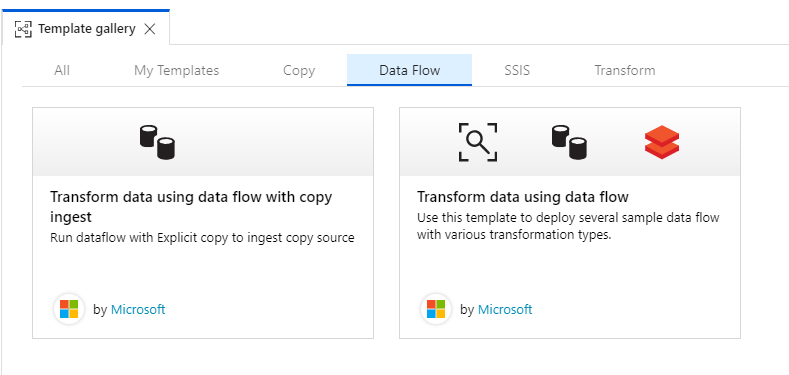 Template gallery
All My Templates Copy Data Flow SSIS Transform
Transform data using data flow with copy
ingest
Run dataflow with Explicit copy to ingest copy source
by Microsoft
Transform data using data flow
Use this template to deploy several sample data flow
with various transformation types.
by Microsoft